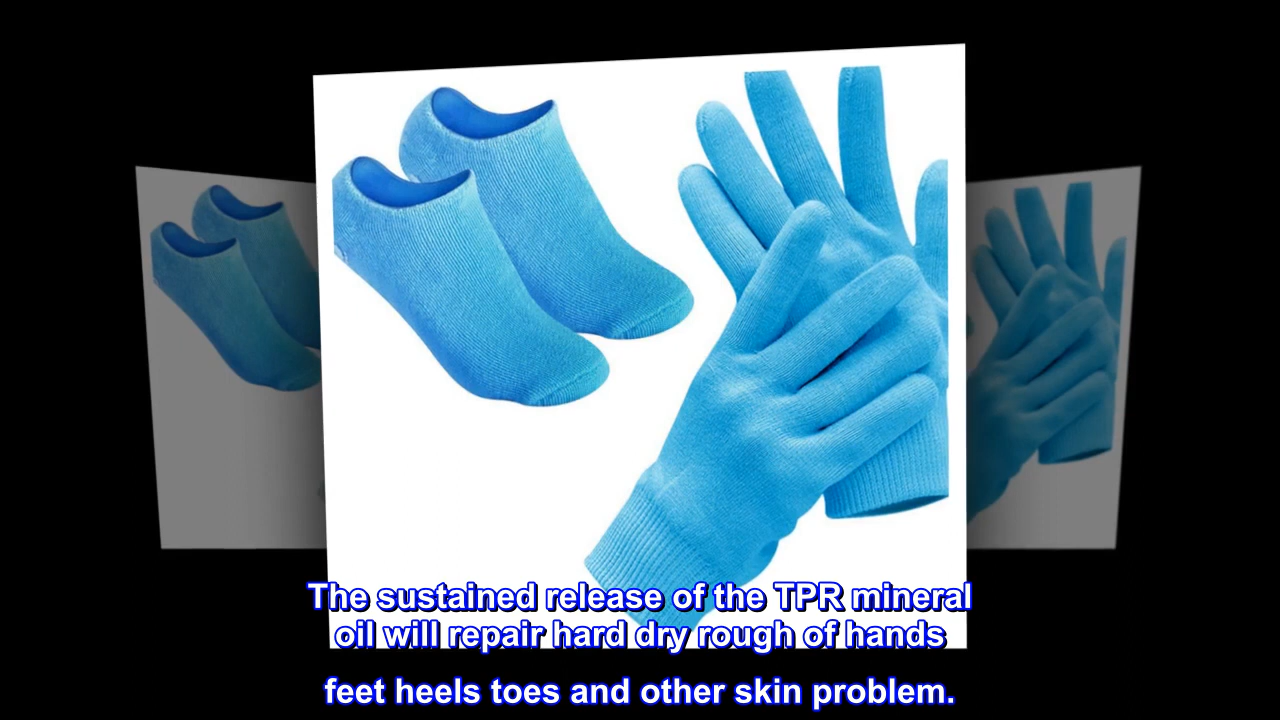 The sustained release of the TPR mineral
oil will repair hard dry rough of hands
feet heels toes and other skin problem.